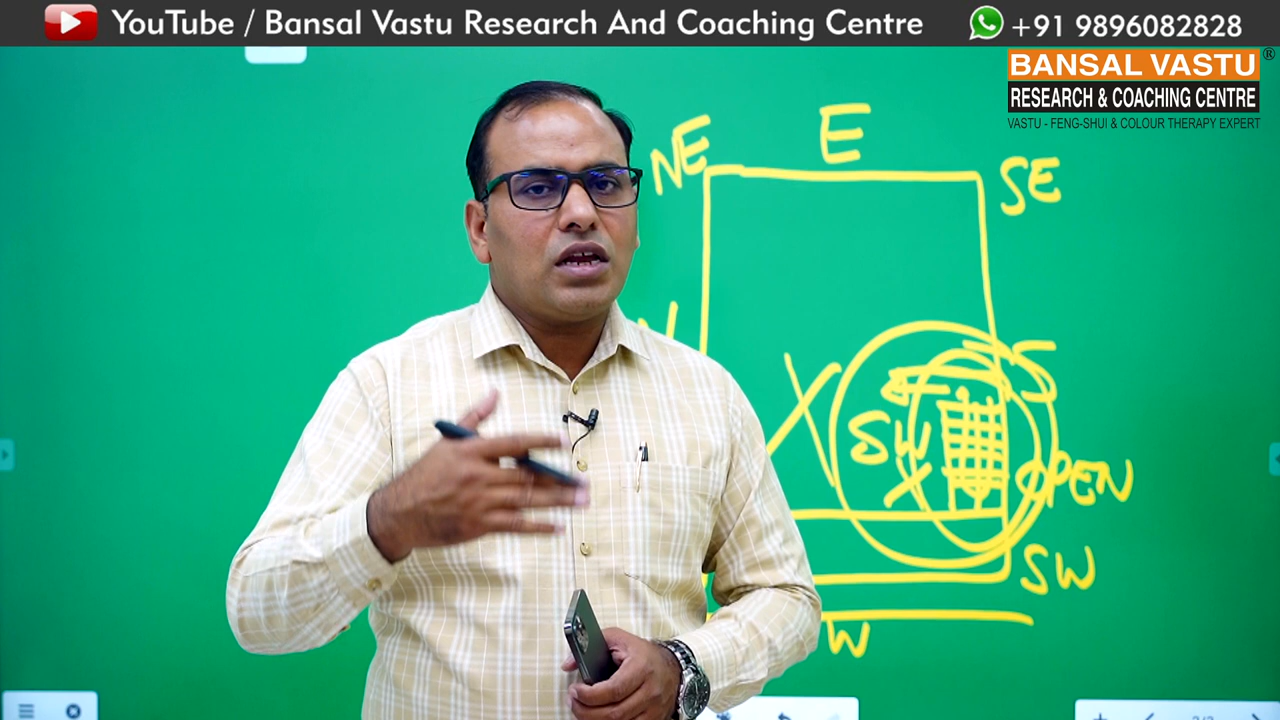 YouTube / Bansal Vastu Research And Coaching Centre
+91 9896082828
BANSAL VASTU®
RESEARCH & COACHING CENTRE
VASTU - FENG-SHUI & COLOUR THERAPY EXPERT
NE E SE
S
SW
OPEN
SW
W